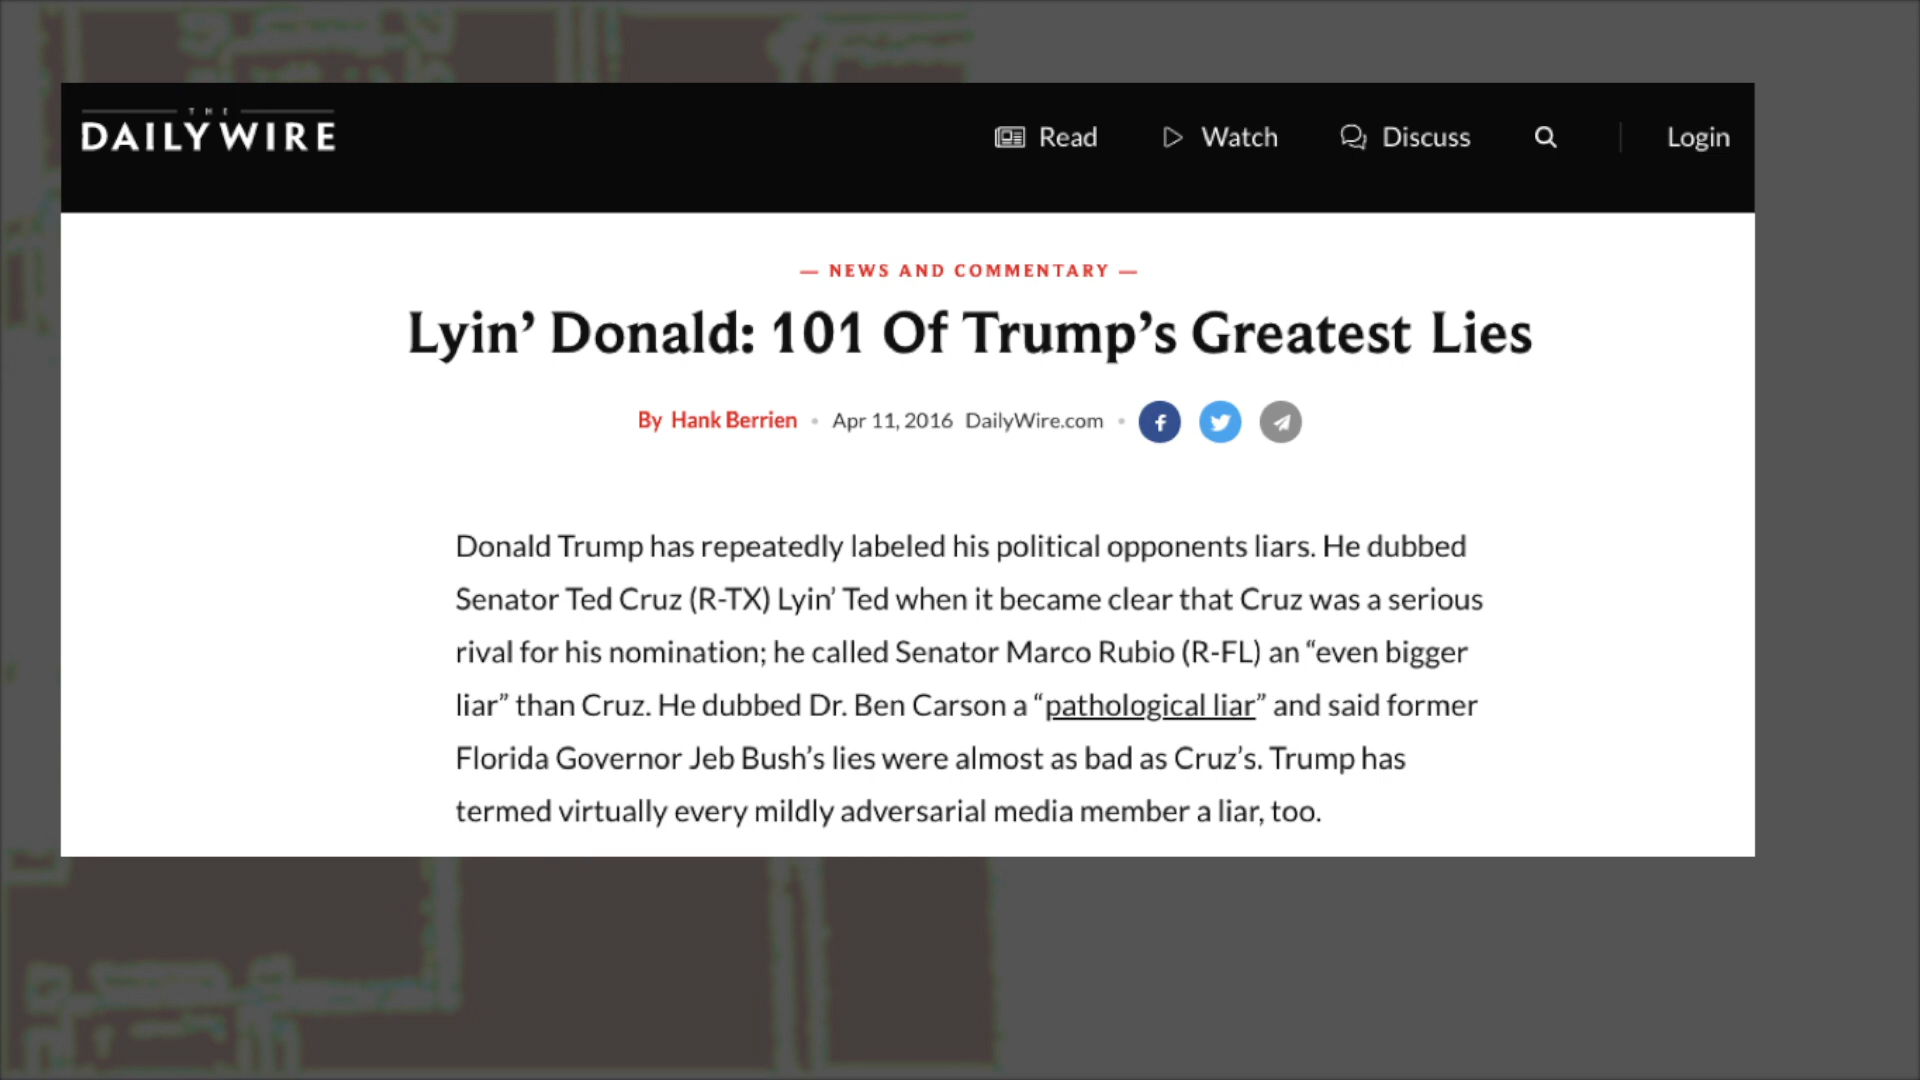 THE
DAILY WIRE
Read Watch Discuss Login
— NEWS AND COMMENTARY —
Lyin’ Donald: 101 Of Trump’s Greatest Lies
By Hank Berrien • Apr 11, 2016 DailyWire.com •
Donald Trump has repeatedly labeled his political opponents liars. He dubbed
Senator Ted Cruz (R-TX) Lyin’ Ted when it became clear that Cruz was a serious
rival for his nomination; he called Senator Marco Rubio (R-FL) an “even bigger
liar” than Cruz. He dubbed Dr. Ben Carson a “pathological liar” and said former
Florida Governor Jeb Bush’s lies were almost as bad as Cruz’s. Trump has
termed virtually every mildly adversarial media member a liar, too.